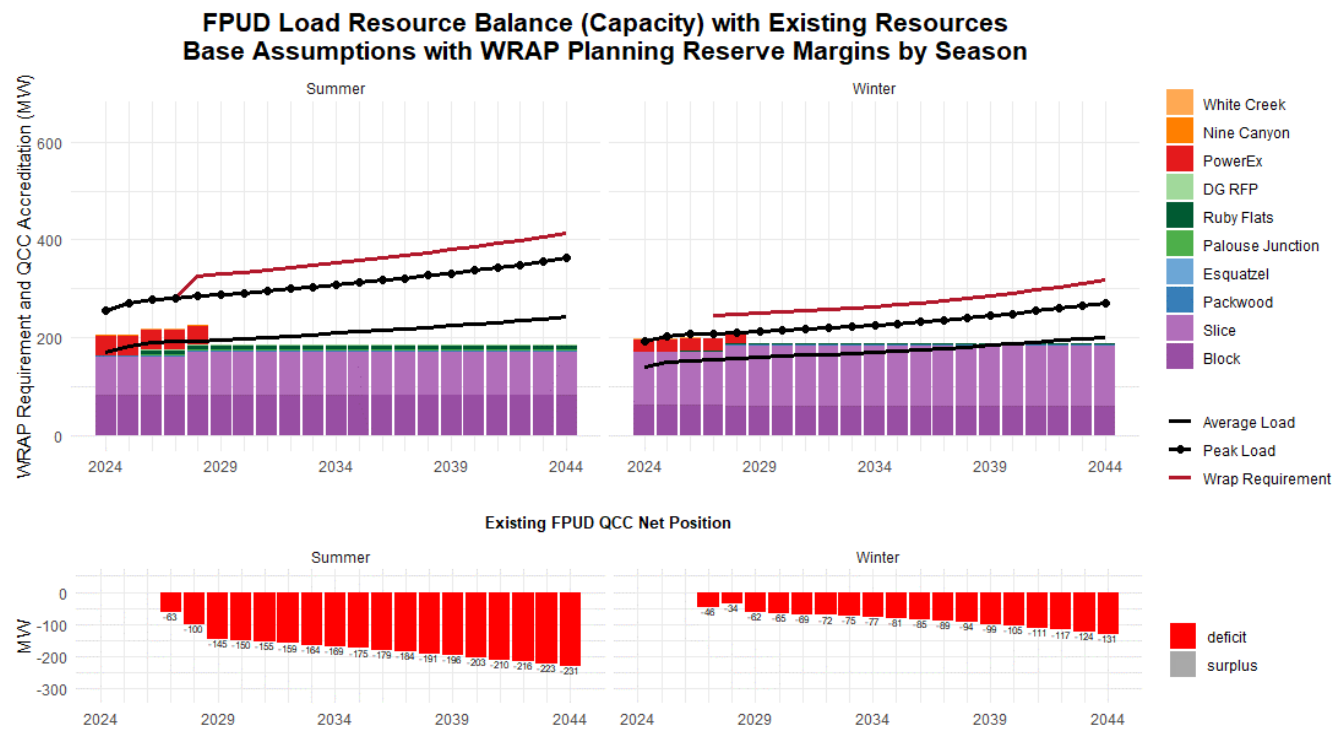 FPUD Load Resource Balance (Capacity) with Existing Resources
Base Assumptions with WRAP Planning Reserve Margins by Season
WRAP Requirement and QCC Accreditation (MW)
Summer
Winter
600
400
200
0
2024 2029 2034 2039 2044
2024 2029 2034 2039 2044
White Creek
Nine Canyon
PowerEx
DG RFP
Ruby Flats
Palouse Junction
Esquatzel
Packwood
Slice
Block
Average Load
Peak Load
Wrap Requirement
Existing FPUD QCC Net Position
Summer
Winter
MW
0
-100
-200
-300
-63 -100 -145 -150 -155 -159 -164 -169 -175 -179 -184 -191 -196 -203 -210 -216 -223 -231
-46 -34 -62 -65 -69 -72 -75 -77 -81 -85 -89 -94 -99 -105 -111 -117 -124 -131
2024 2029 2034 2039 2044
2024 2029 2034 2039 2044
deficit
surplus